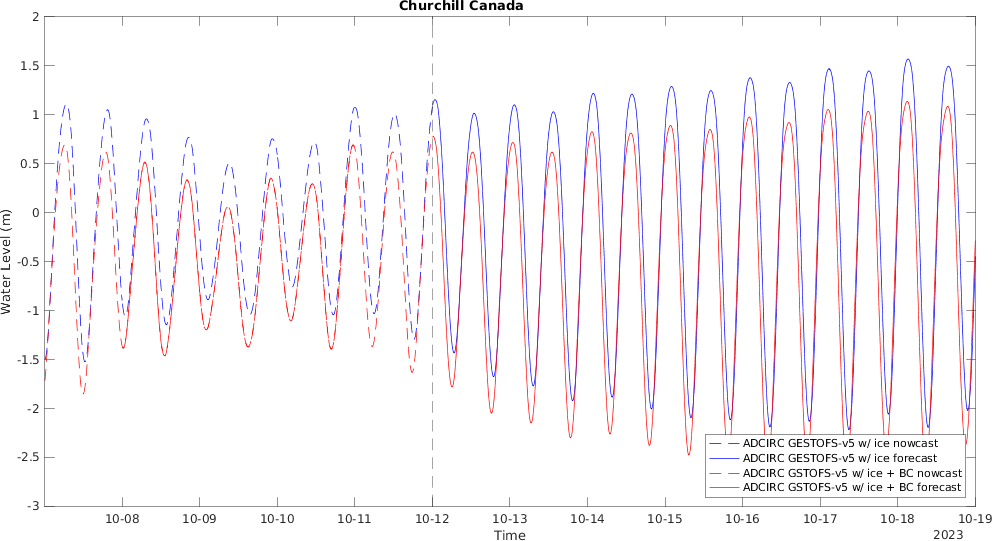 Churchill Canada
2
1.5
1
0.5
0
-0.5
-1
-1.5
-2
-2.5
-3
Water Level (m)
ADCIRC GESTOFS-v5 w/ ice nowcast
ADCIRC GESTOFS-v5 w/ ice forecast
ADCIRC GSTOFS-v5 w/ ice + BC nowcast
ADCIRC GSTOFS-v5 w/ ice + BC forecast
10-08 10-09 10-10 10-11 10-12 10-13 10-14 10-15 10-16 10-17 10-18 10-19
Time
2023